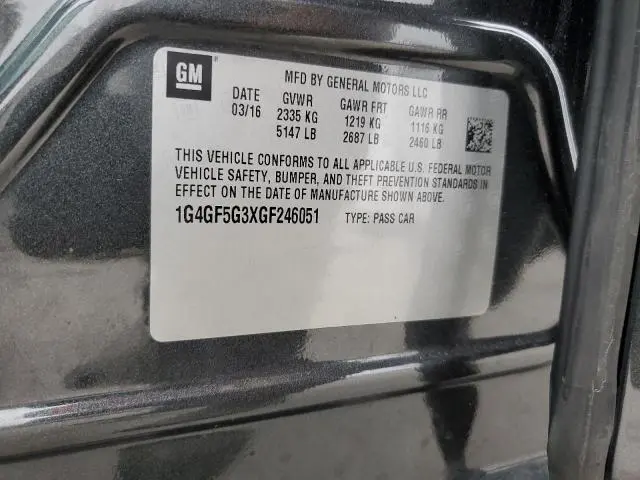 GM
MFD BY GENERAL MOTORS LLC
DATE GVWR GAWR FRT GAWR RR
03/16 2335 KG 1219 KG 1116 KG
5147 LB 2687 LB 2460 LB
THIS VEHICLE CONFORMS TO ALL APPLICABLE U.S. FEDERAL MOTOR
VEHICLE SAFETY, BUMPER, AND THEFT PREVENTION STANDARDS IN
EFFECT ON THE DATE OF MANUFACTURE SHOWN ABOVE.
1G4GF5G3XGF246051 TYPE: PASS CAR